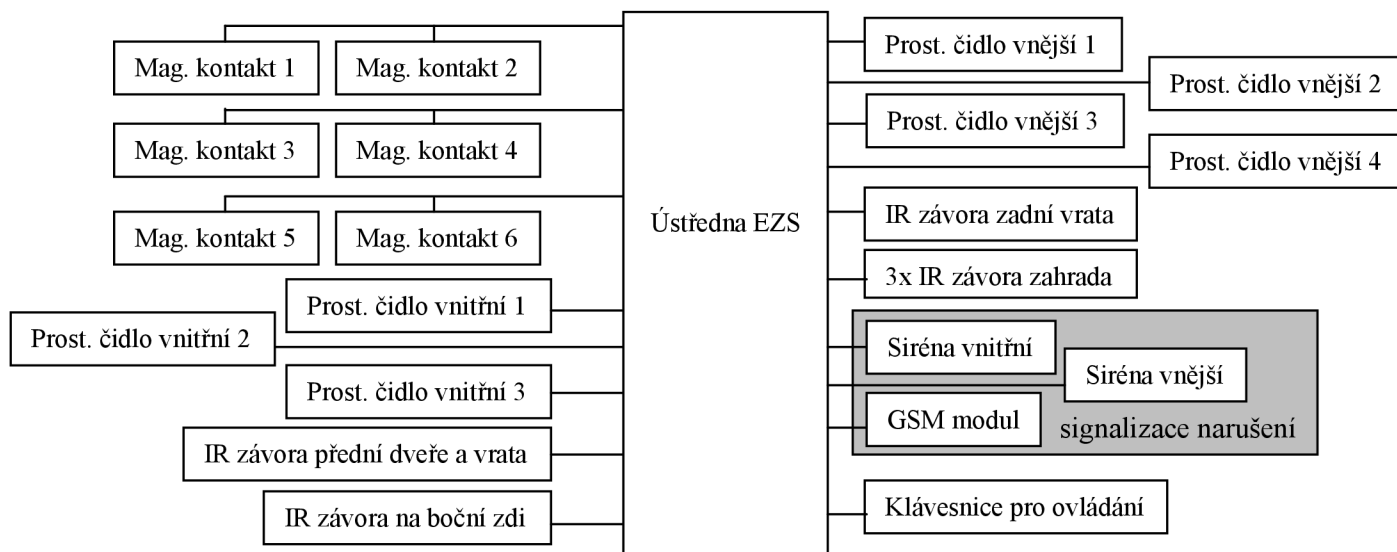 Mag. kontakt 1
Mag. kontakt 2
Mag. kontakt 3
Mag. kontakt 4
Mag. kontakt 5
Mag. kontakt 6
Prost. čidlo vnitřní 1
Prost. čidlo vnitřní 2
Prost. čidlo vnitřní 3
IR závora přední dveře a vrata
IR závora na boční zdi
Ústředna EZS
Prost. čidlo vnější 1
Prost. čidlo vnější 2
Prost. čidlo vnější 3
Prost. čidlo vnější 4
IR závora zadní vrata
3x IR závora zahrada
Siréna vnitřní
Siréna vnější
GSM modul
signalizace narušení
Klávesnice pro ovládání